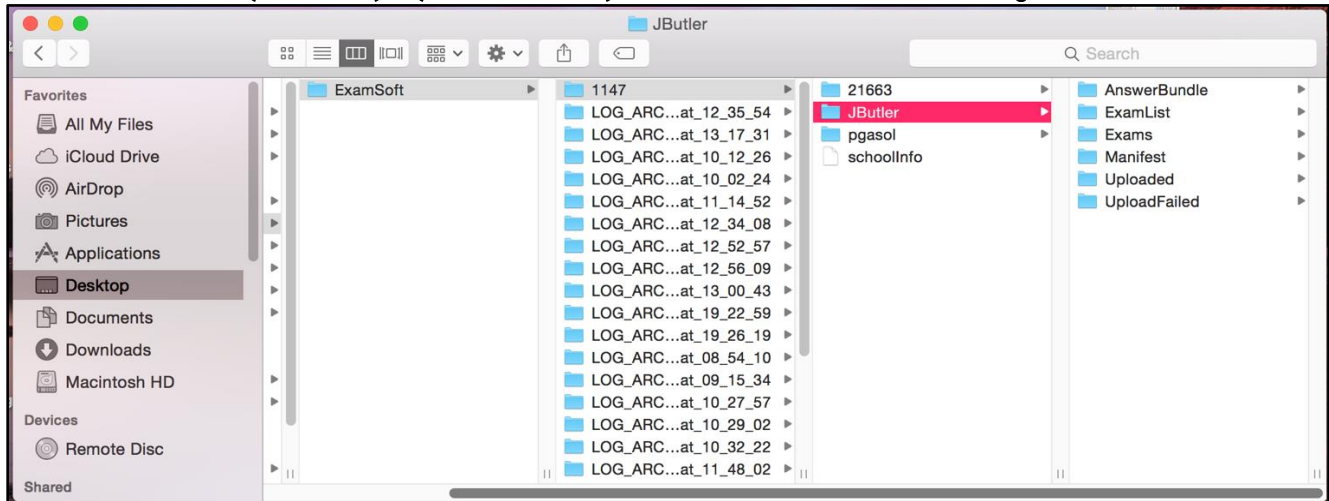 JButler
Search
Favorites
All My Files
iCloud Drive
AirDrop
Pictures
Applications
Desktop
Documents
Downloads
Macintosh HD
Devices
Remote Disc
Shared
ExamSoft
1147
LOG_ARC...at_12_35_54
LOG_ARC...at_13_17_31
LOG_ARC...at_10_12_26
LOG_ARC...at_10_02_24
LOG_ARC...at_11_14_52
LOG_ARC...at_12_34_08
LOG_ARC...at_12_52_57
LOG_ARC...at_12_56_09
LOG_ARC...at_13_00_43
LOG_ARC...at_19_22_59
LOG_ARC...at_19_26_19
LOG_ARC...at_08_54_10
LOG_ARC...at_09_15_34
LOG_ARC...at_10_27_57
LOG_ARC...at_10_29_02
LOG_ARC...at_10_32_22
LOG_ARC...at_11_48_02
21663
JButler
pgasol
schoolInfo
AnswerBundle
ExamList
Exams
Manifest
Uploaded
UploadFailed